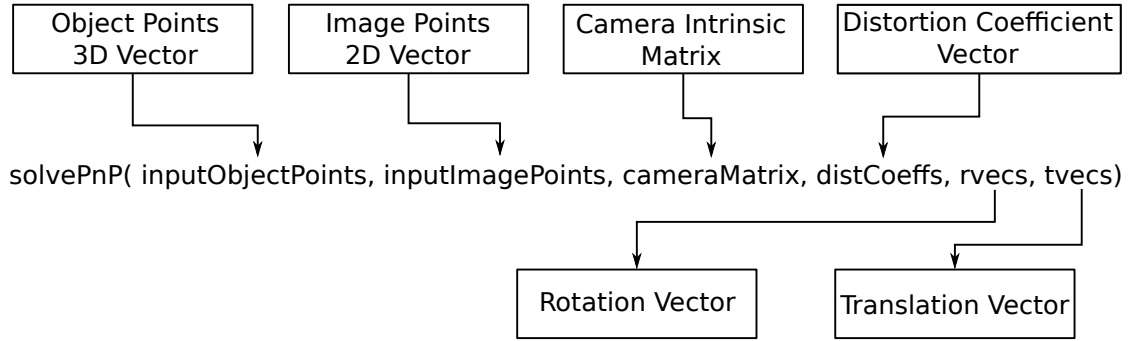 Object Points
3D Vector
Image Points
2D Vector
Camera Intrinsic
Matrix
Distortion Coefficient
Vector
solvePnP( inputObjectPoints, inputImagePoints, cameraMatrix, distCoeffs, rvecs, tvecs)
Rotation Vector
Translation Vector